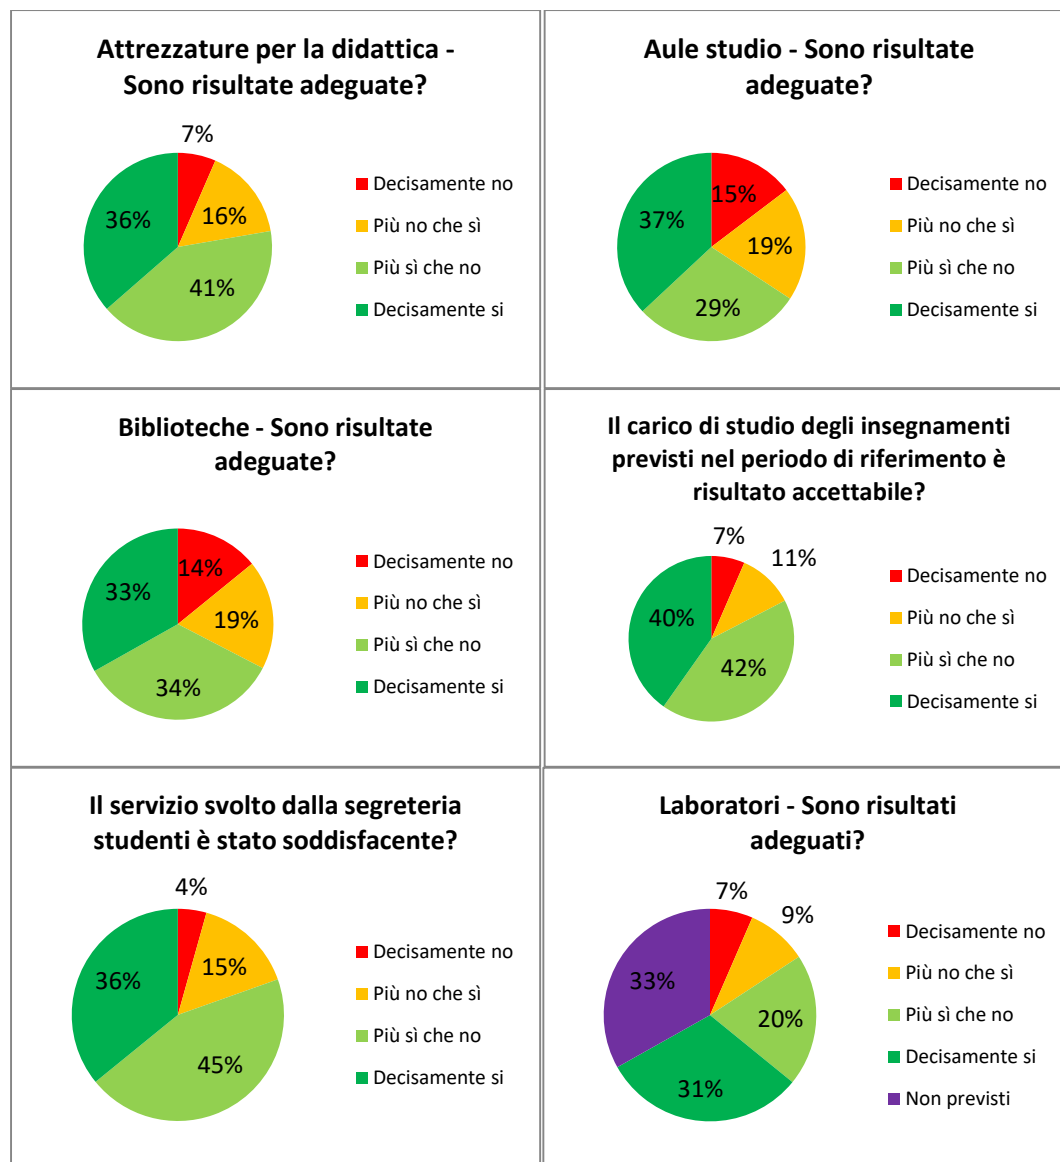 Attrezzature per la didattica -
Sono risultate adeguate?
7%
16%
41%
36%
Decisamente no
Più no che sì
Più sì che no
Decisamente si
Aule studio - Sono risultate
adeguate?
15%
19%
29%
37%
Decisamente no
Più no che sì
Più sì che no
Decisamente si
Biblioteche - Sono risultate
adeguate?
14%
19%
34%
33%
Decisamente no
Più no che sì
Più sì che no
Decisamente si
Il carico di studio degli insegnamenti
previsti nel periodo di riferimento è
risultato accettabile?
7%
11%
42%
40%
Decisamente no
Più no che sì
Più sì che no
Decisamente si
Il servizio svolto dalla segreteria
studenti è stato soddisfacente?
4%
15%
45%
36%
Decisamente no
Più no che sì
Più sì che no
Decisamente si
Laboratori - Sono risultati
adeguati?
7%
9%
20%
31%
33%
Decisamente no
Più no che sì
Più sì che no
Decisamente si
Non previsti